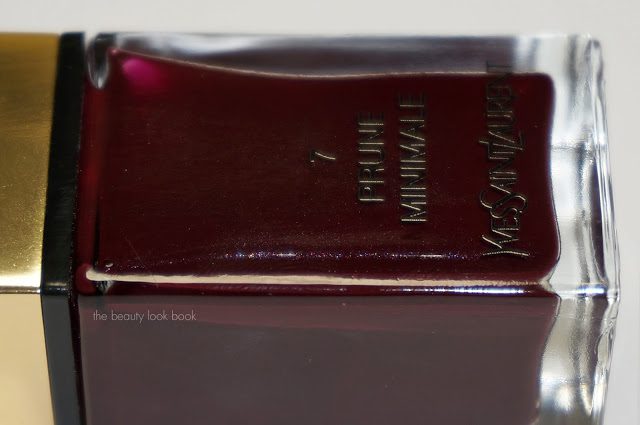 7
PRUNE
MINIMALE
YVESSAINTLAURENT
the beauty look book